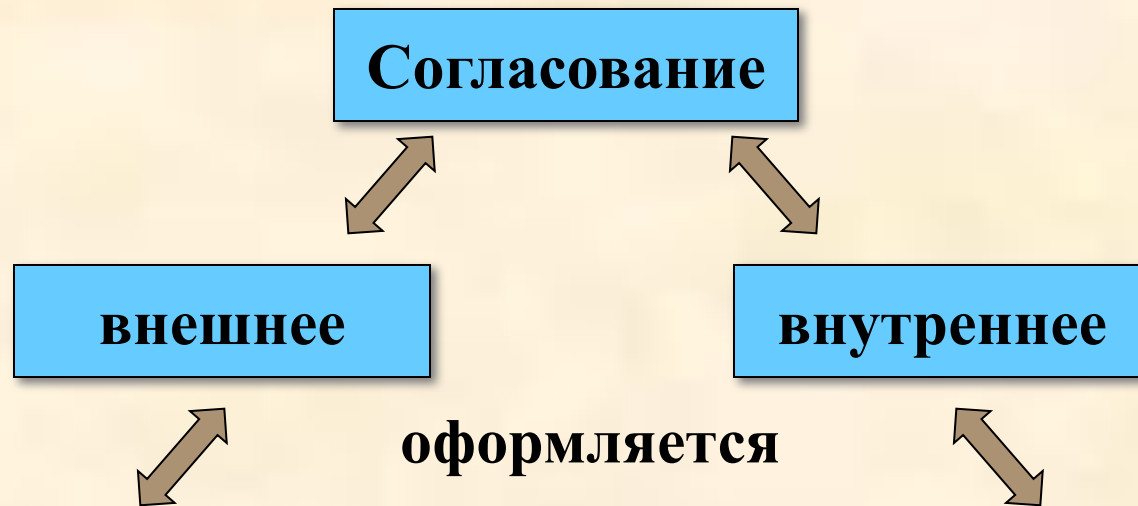 Согласование
внешнее
внутреннее
оформляется